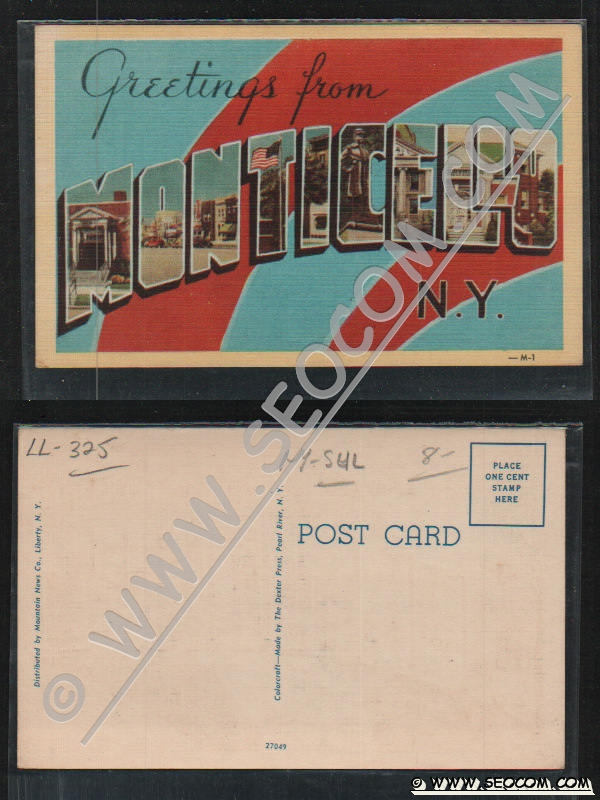 Greetings from
MONTICELLO
N.Y.
— M-1
LL-325
NY-SUL
8-
PLACE
ONE CENT
STAMP
HERE
POST CARD
Distributed by Mountain News Co., Liberty, N. Y.
Colorcraft—Made by The Dexter Press, Pearl River, N. Y.
27049
© WWW.SEOCOM.COM
© WWW.SEOCOM.COM